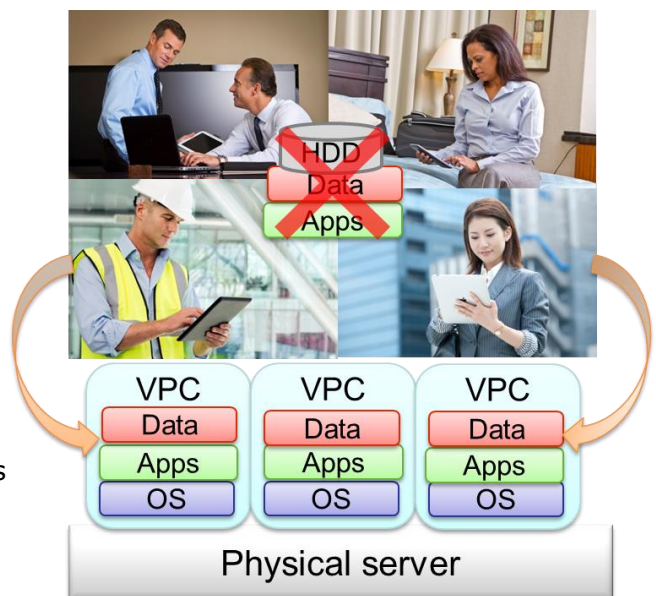 HDD
Data
Apps
VPC VPC VPC
Data Data Data
Apps Apps Apps
s
OS OS OS
Physical server